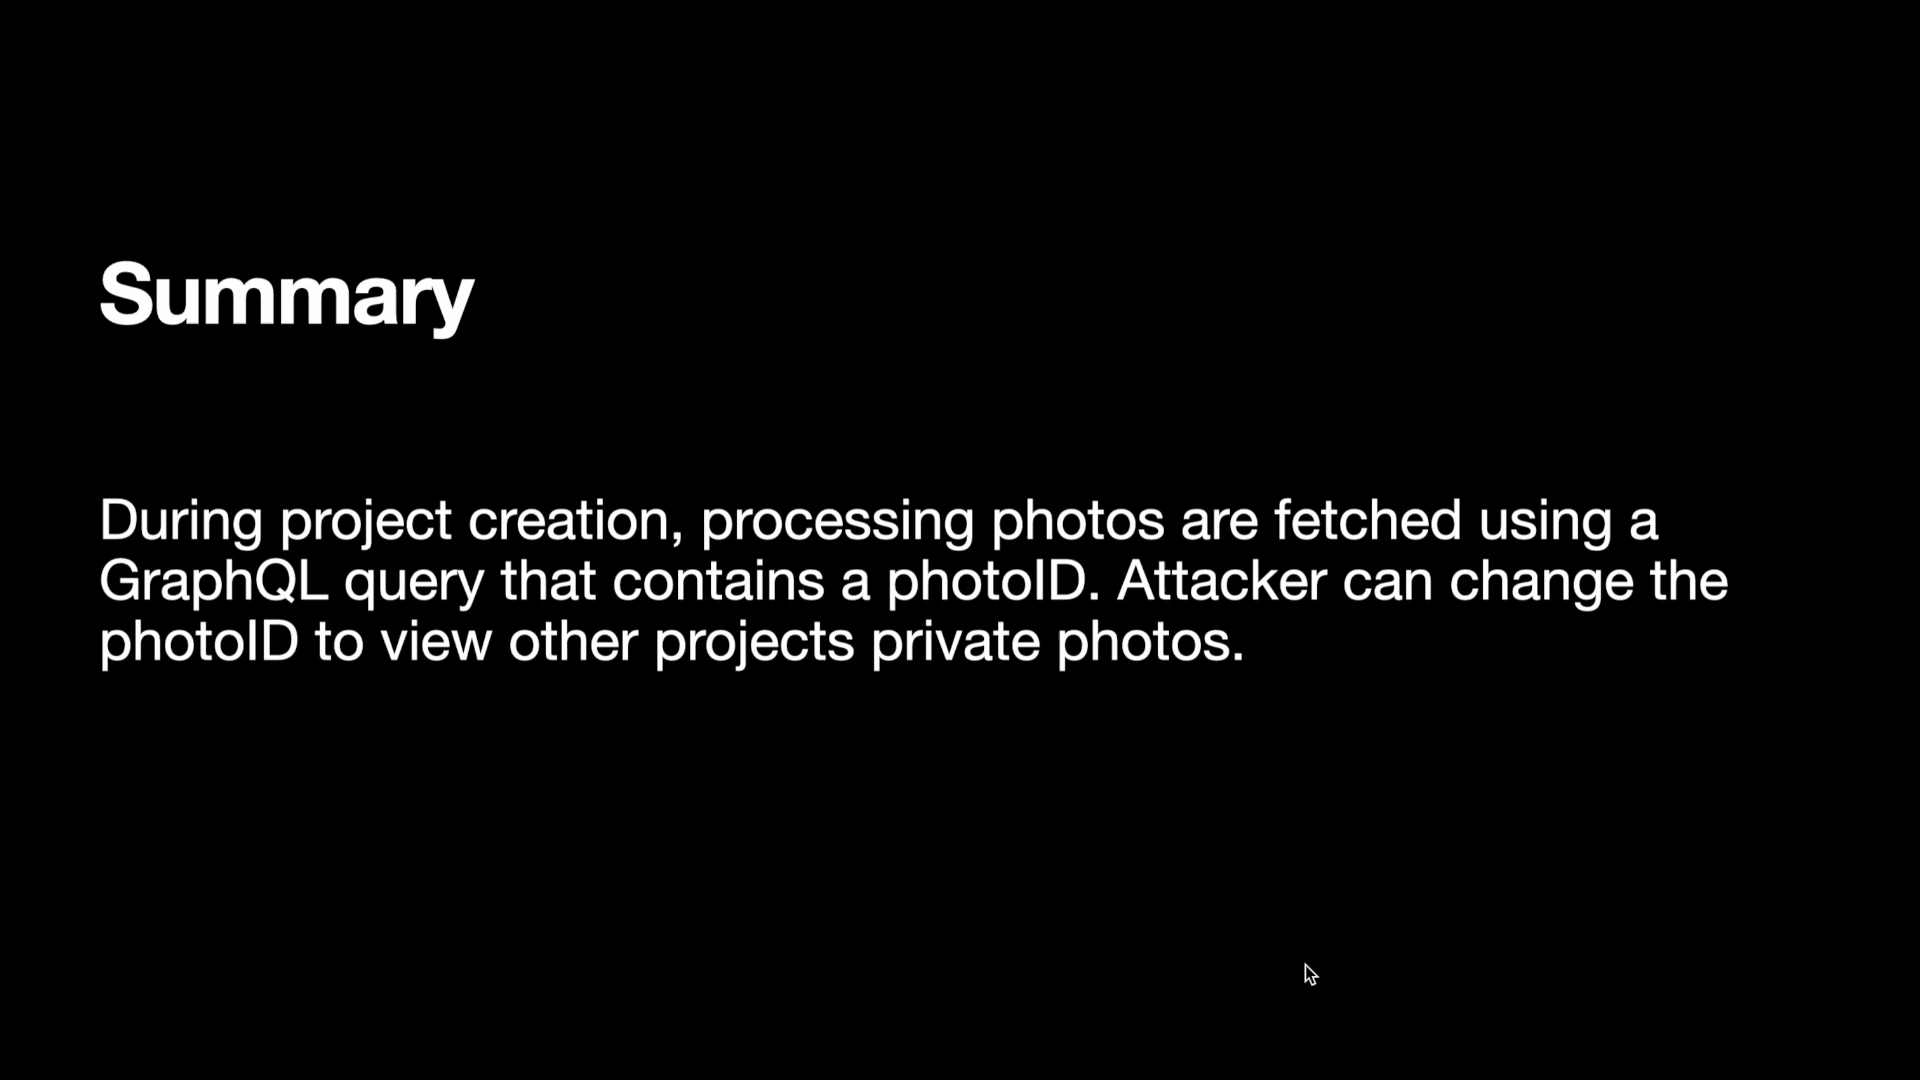 Summary
During project creation, processing photos are fetched using a
GraphQL query that contains a photoID. Attacker can change the
photoID to view other projects private photos.